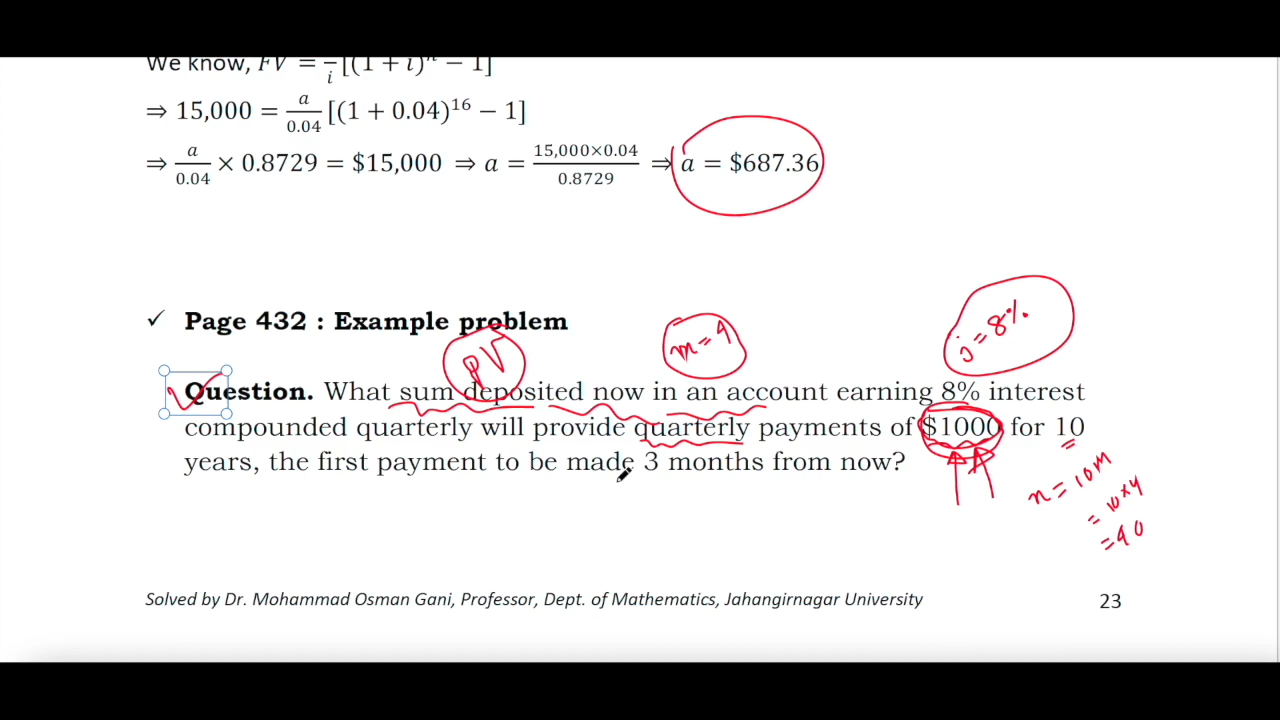 We know, FV = a/i [(1 + i)^n − 1]
⇒ 15,000 = a/0.04 [(1 + 0.04)^16 − 1]
⇒ a/0.04 × 0.8729 = $15,000 ⇒ a = 15,000×0.04/0.8729 ⇒ a = $687.36
✓ Page 432 : Example problem
PV
m = 4
j = 8%
Question. What sum deposited now in an account earning 8% interest
compounded quarterly will provide quarterly payments of $1000 for 10
years, the first payment to be made 3 months from now?
n = 10m
= 10×4
= 40
Solved by Dr. Mohammad Osman Gani, Professor, Dept. of Mathematics, Jahangirnagar University
23